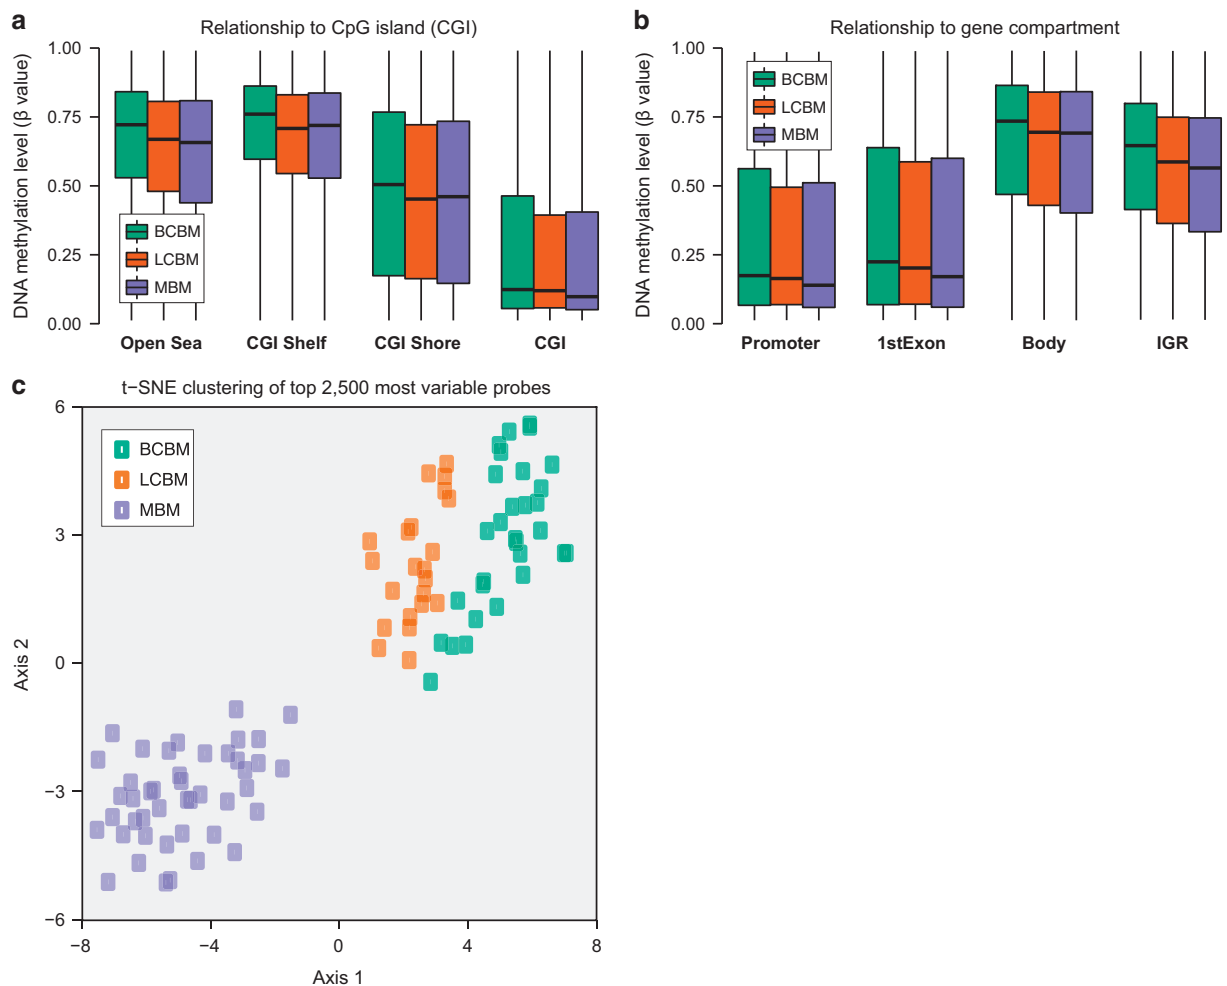 a
Relationship to CpG island (CGI)
DNA methylation level (β value)
1.00
0.75
0.50
0.25
0.00
BCBM
LCBM
MBM
Open Sea
CGI Shelf
CGI Shore
CGI
b
Relationship to gene compartment
DNA methylation level (β value)
1.00
0.75
0.50
0.25
0.00
BCBM
LCBM
MBM
Promoter
1stExon
Body
IGR
c
t−SNE clustering of top 2,500 most variable probes
Axis 2
6
3
0
−3
−6
BCBM
LCBM
MBM
−8
−4
0
4
8
Axis 1